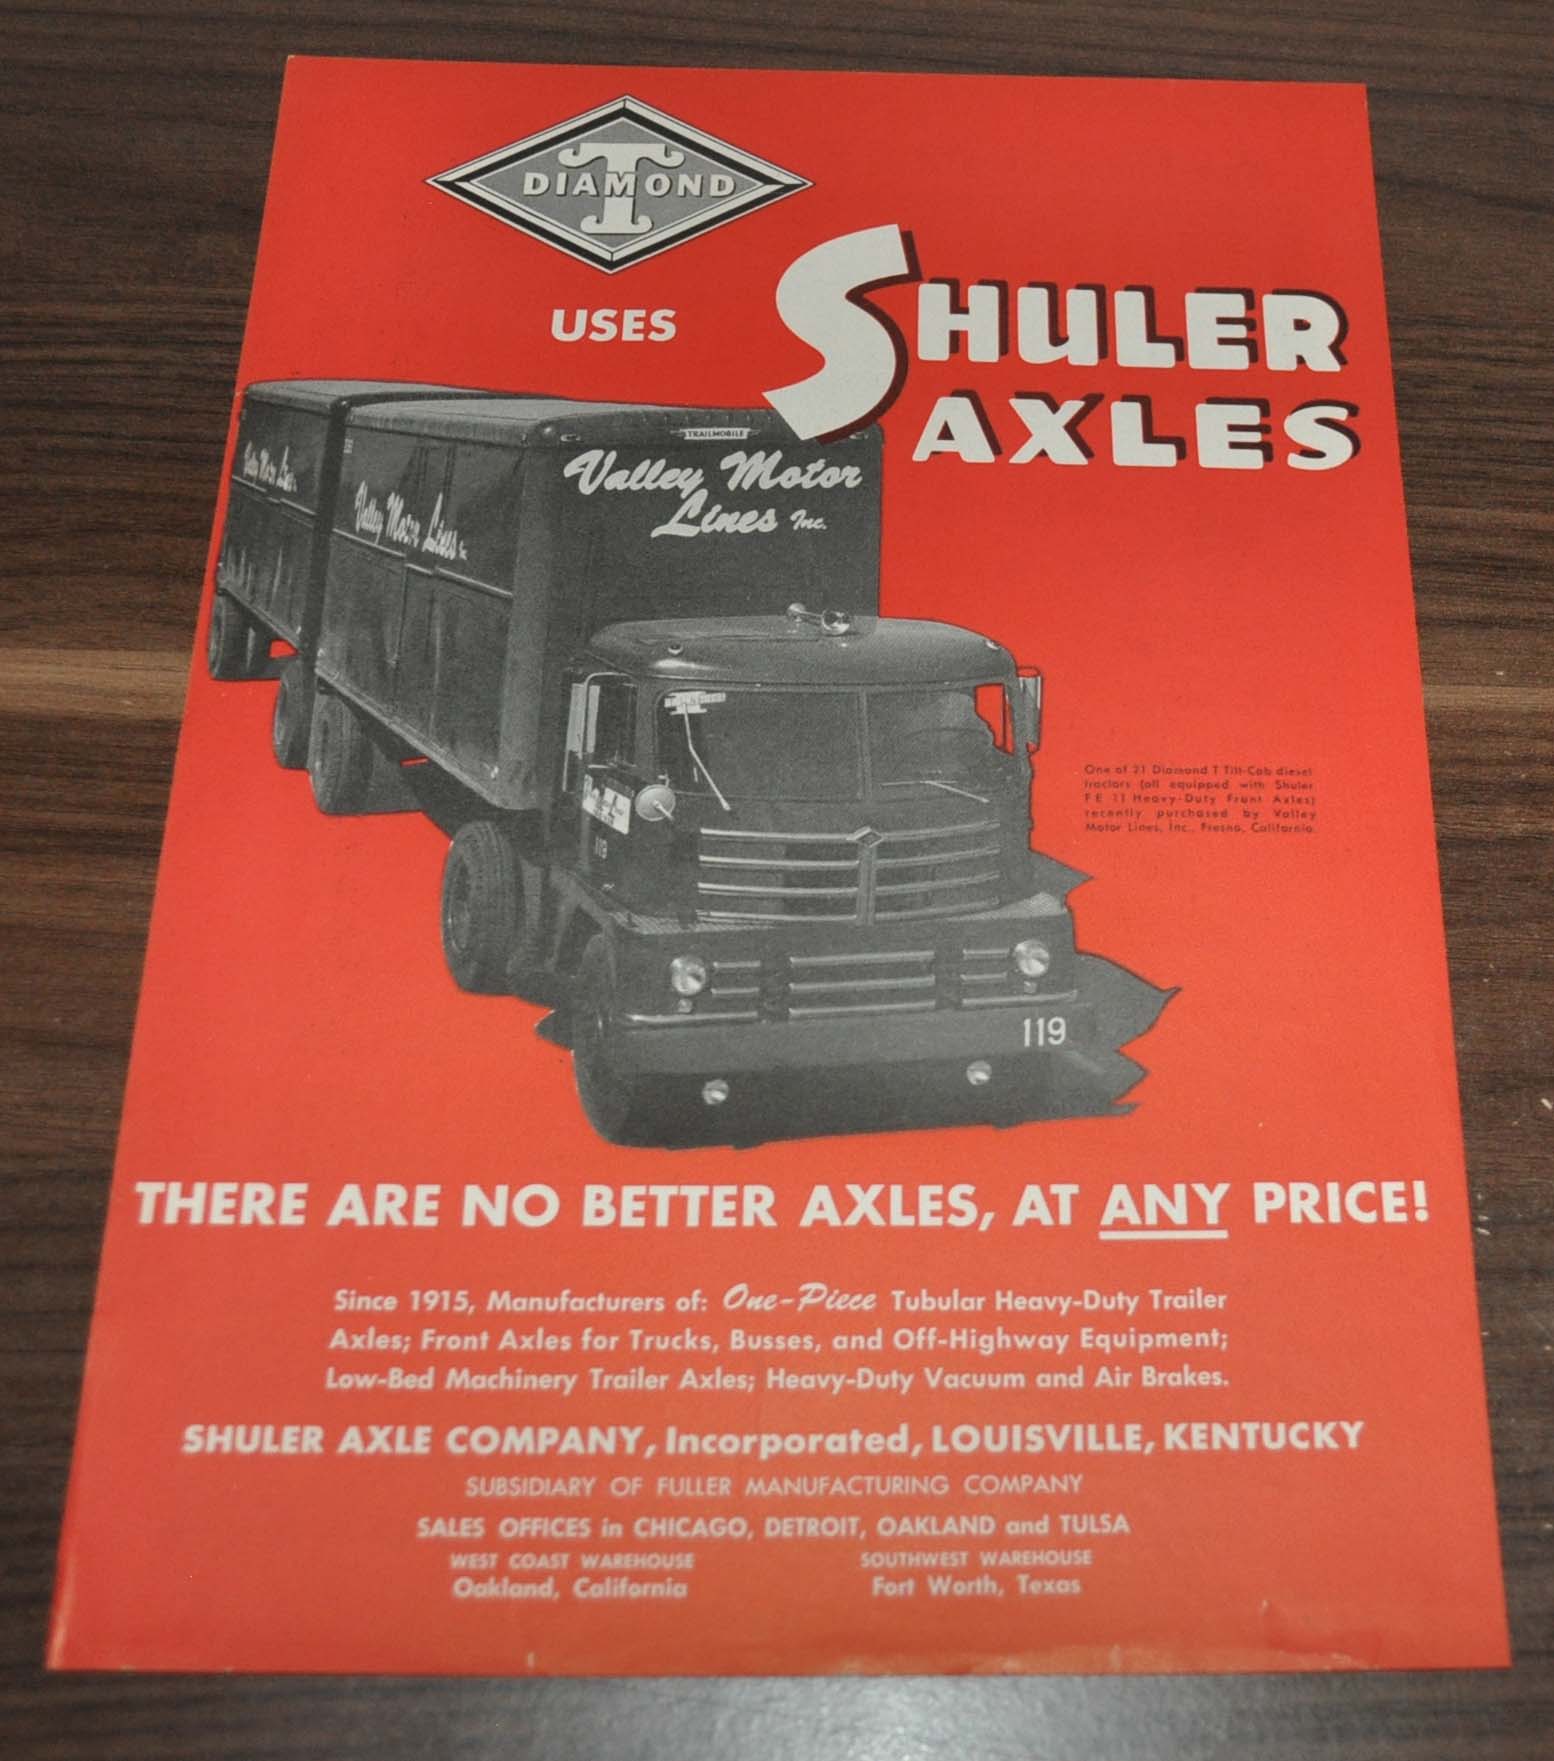 T
DIAMOND
USES
SHULER
AXLES
TRAILMOBILE
Valley Motor
Lines Inc.
Valley Motor Lines Inc.
Valley Motor Lines Inc.
119
119
One of 21 Diamond T Tilt-Cab diesel
tractors (all equipped with Shuler
F E 11 Heavy-Duty Front Axles)
recently purchased by Valley
Motor Lines, Inc., Fresno, California.
THERE ARE NO BETTER AXLES, AT ANY PRICE!
Since 1915, Manufacturers of: One-Piece Tubular Heavy-Duty Trailer
Axles; Front Axles for Trucks, Busses, and Off-Highway Equipment;
Low-Bed Machinery Trailer Axles; Heavy-Duty Vacuum and Air Brakes.
SHULER AXLE COMPANY, Incorporated, LOUISVILLE, KENTUCKY
SUBSIDIARY OF FULLER MANUFACTURING COMPANY
SALES OFFICES in CHICAGO, DETROIT, OAKLAND and TULSA
WEST COAST WAREHOUSE
Oakland, California
SOUTHWEST WAREHOUSE
Fort Worth, Texas